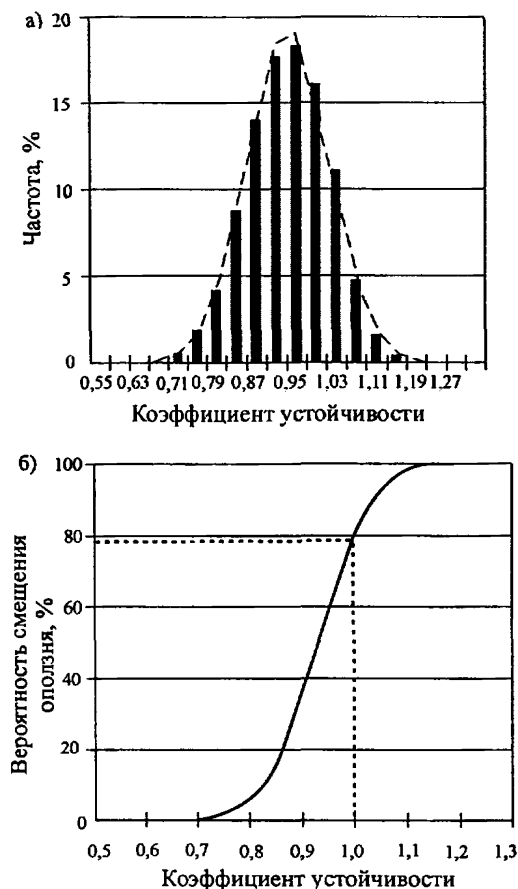 а)
20
15
10
5
0
Частота, %
0,55 0,63 0,71 0,79 0,87 0,95 1,03 1,11 1,19 1,27
Коэффициент устойчивости
б)
100
80
60
40
20
0
Вероятность смещения
оползня, %
0,5 0,6 0,7 0,8 0,9 1,0 1,1 1,2 1,3
Коэффициент устойчивости